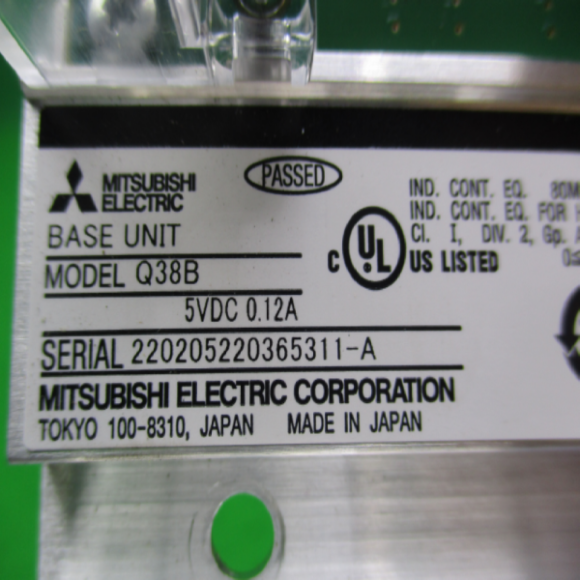 MITSUBISHI
ELECTRIC
PASSED
BASE UNIT
MODEL Q38B
5VDC 0.12A
SERIAL 220205220365311-A
MITSUBISHI ELECTRIC CORPORATION
TOKYO 100-8310, JAPAN MADE IN JAPAN
IND. CONT. EQ.
IND. CONT. EQ. FOR
CI. I, DIV. 2, Gp. A
C UL US LISTED